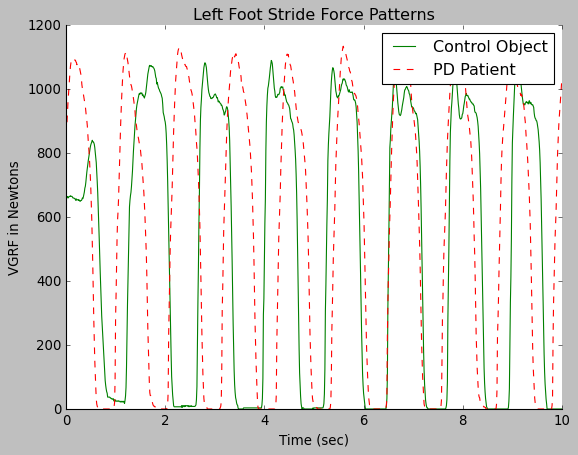 Left Foot Stride Force Patterns
Control Object
PD Patient
VGRF in Newtons
1200
1000
800
600
400
200
0
0 2 4 6 8 10
Time (sec)